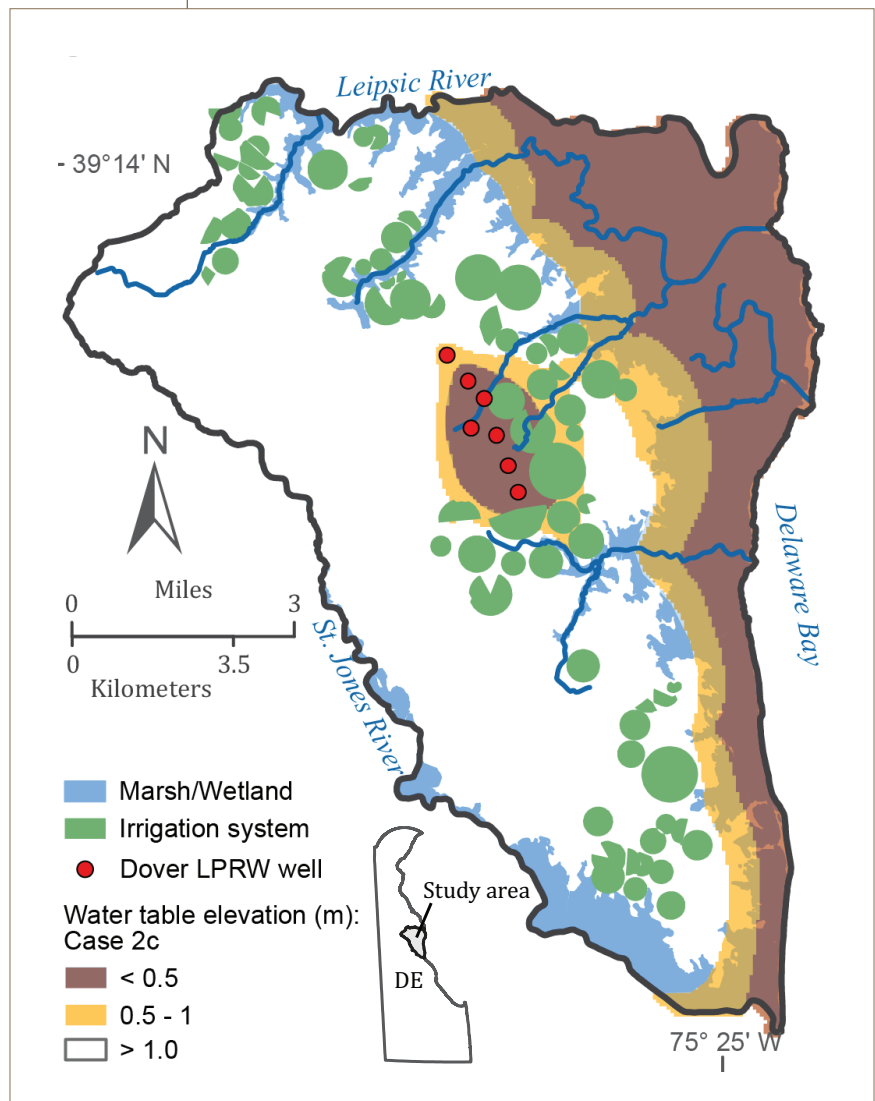 Leipsic River
- 39°14' N
N
Miles
0 3
0 3.5
Kilometers
St. Jones River
Delaware Bay
Marsh/Wetland
Irrigation system
Dover LPRW well
Water table elevation (m):
Case 2c
< 0.5
0.5 - 1
> 1.0
Study area
DE
75° 25' W